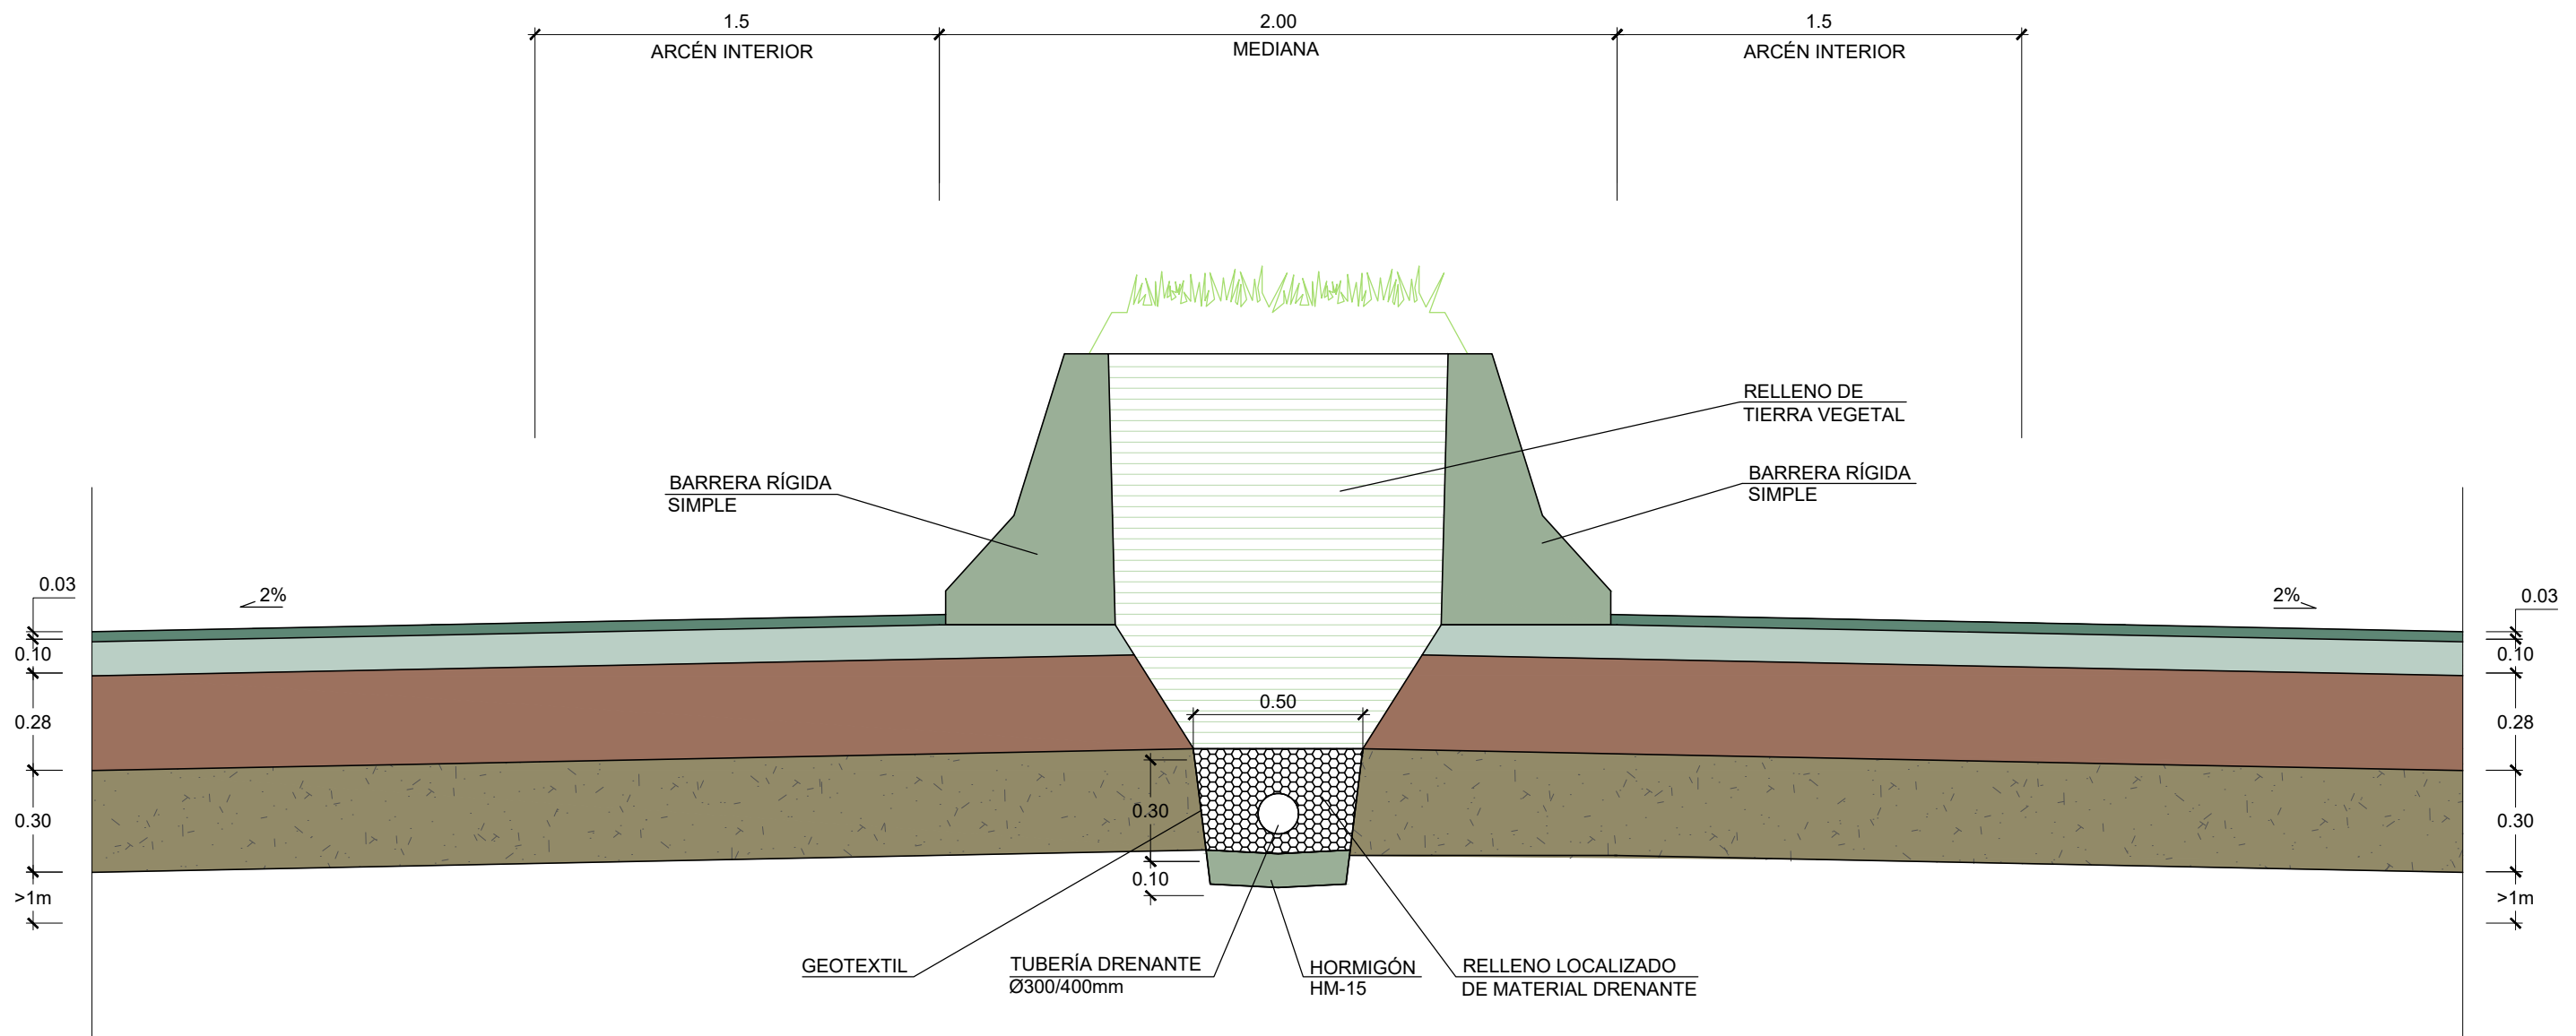 1.5
ARCÉN INTERIOR
2.00
MEDIANA
1.5
ARCÉN INTERIOR
RELLENO DE
TIERRA VEGETAL
BARRERA RÍGIDA
SIMPLE
BARRERA RÍGIDA
SIMPLE
0.03
2%
2%
0.03
0.10
0.10
0.28
0.50
0.28
0.30
0.30
0.30
0.10
>1m
>1m
GEOTEXTIL
TUBERÍA DRENANTE
Ø300/400mm
HORMIGÓN
HM-15
RELLENO LOCALIZADO
DE MATERIAL DRENANTE